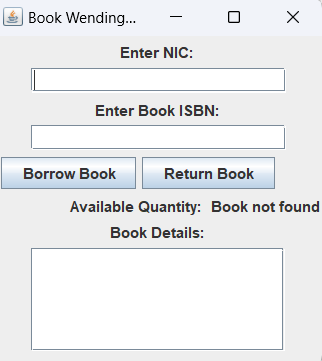 Book Wending...
Enter NIC:
Enter Book ISBN:
Borrow Book Return Book
Available Quantity: Book not found
Book Details: